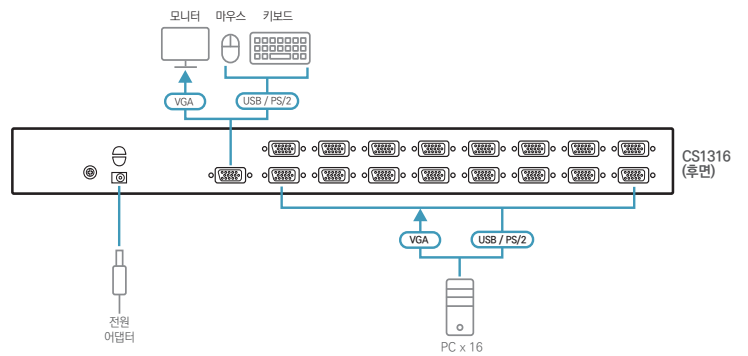 모니터 마우스 키보드
VGA
USB / PS/2
CS1316
(후면)
VGA
USB / PS/2
전원
어댑터
PC x 16